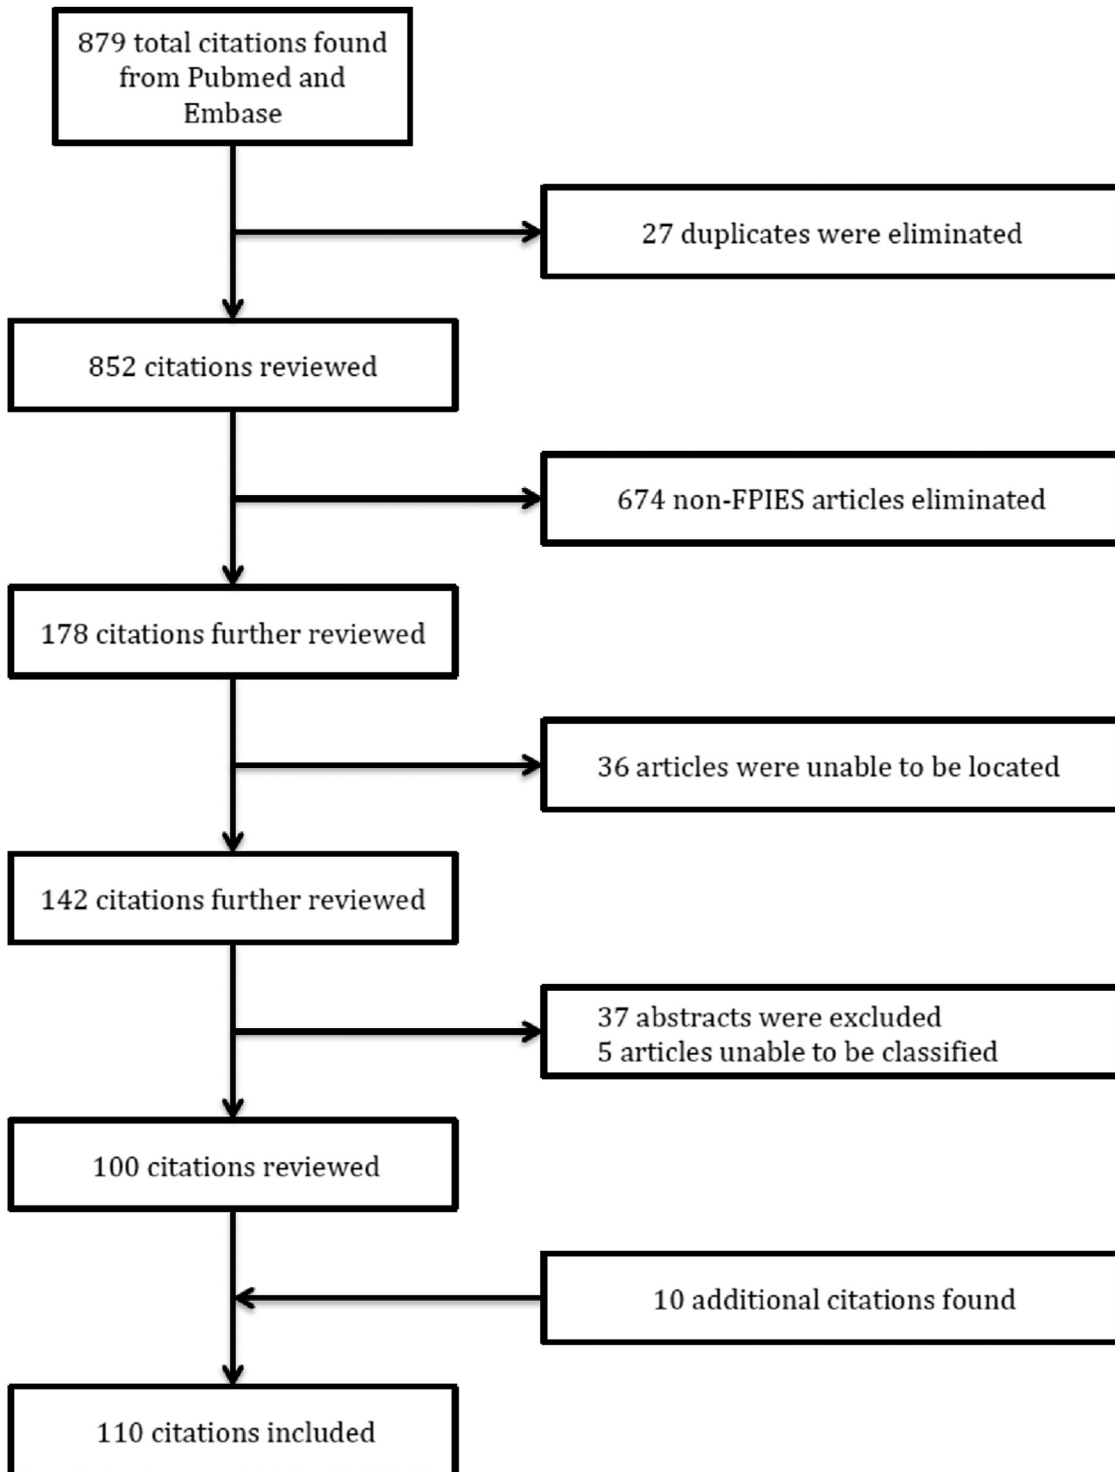 879 total citations found
from Pubmed and
Embase
27 duplicates were eliminated
852 citations reviewed
674 non-FPIES articles eliminated
178 citations further reviewed
36 articles were unable to be located
142 citations further reviewed
37 abstracts were excluded
5 articles unable to be classified
100 citations reviewed
10 additional citations found
110 citations included